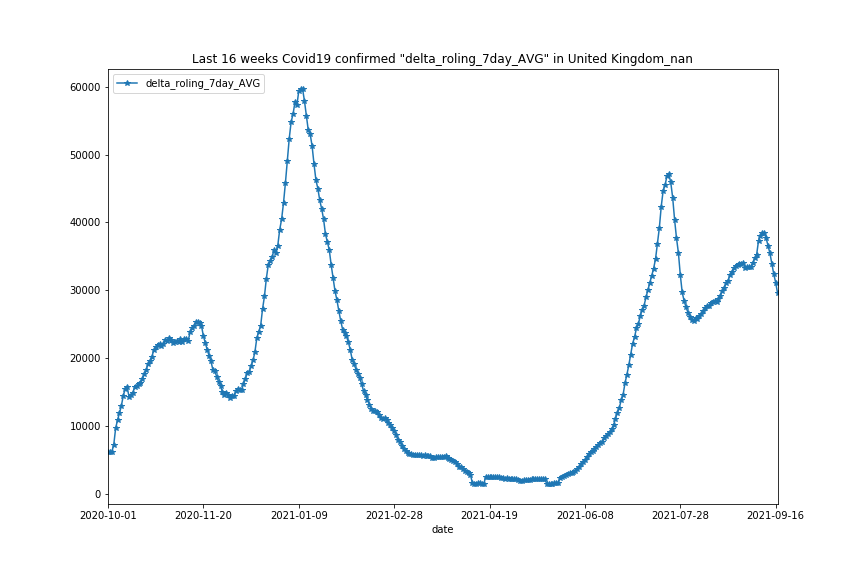 Last 16 weeks Covid19 confirmed "delta_roling_7day_AVG" in United Kingdom_nan
delta_roling_7day_AVG
60000
50000
40000
30000
20000
10000
0
2020-10-01 2020-11-20 2021-01-09 2021-02-28 2021-04-19 2021-06-08 2021-07-28 2021-09-16
date